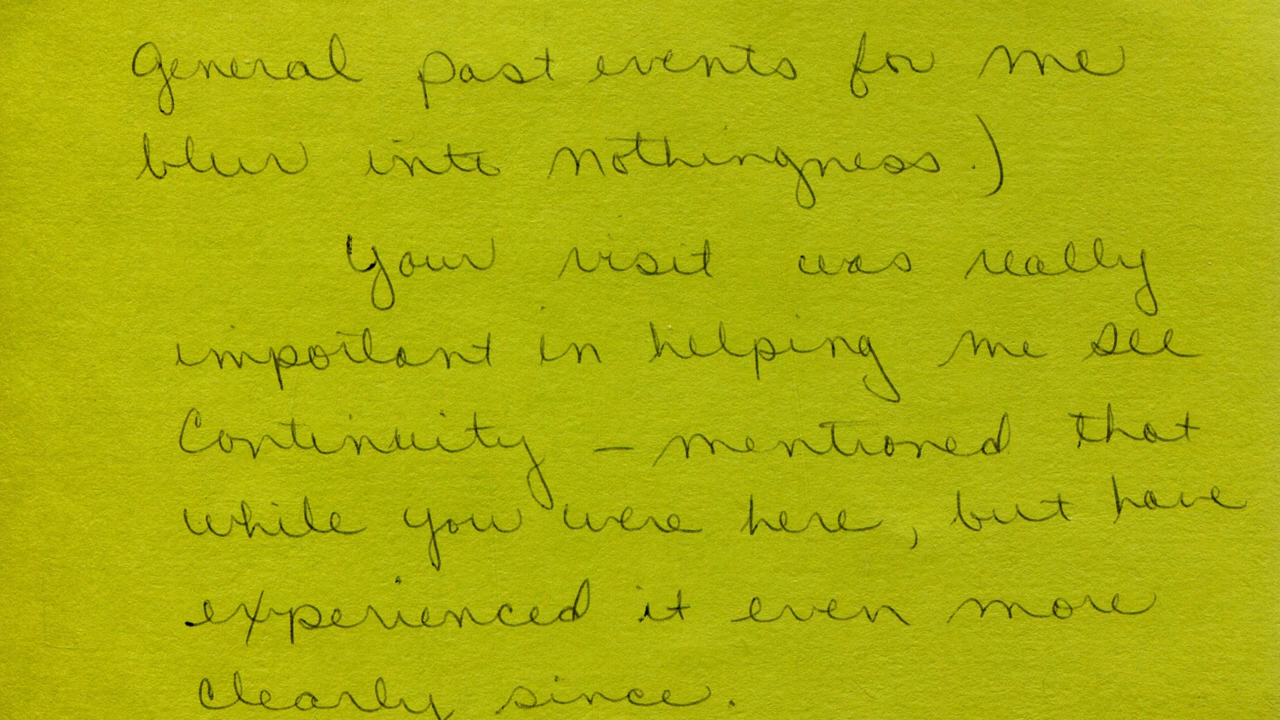 General past events for me
blur into nothingness.)
Your visit was really
important in helping me see
Continuity – mentioned that
while you were here, but have
experienced it even more
clearly since.